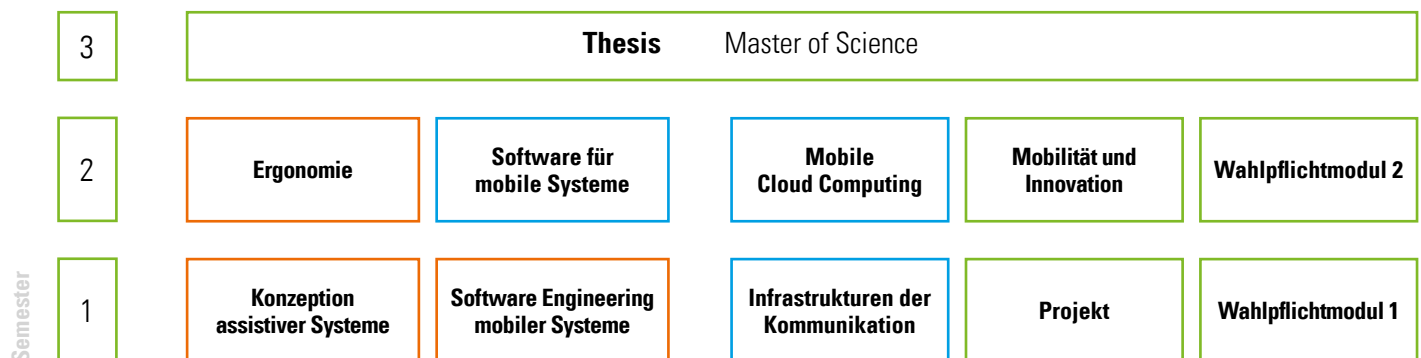 3
Thesis Master of Science
2
Ergonomie
Software für
mobile Systeme
Mobile
Cloud Computing
Mobilität und
Innovation
Wahlpflichtmodul 2
Semester
1
Konzeption
assistiver Systeme
Software Engineering
mobiler Systeme
Infrastrukturen der
Kommunikation
Projekt
Wahlpflichtmodul 1